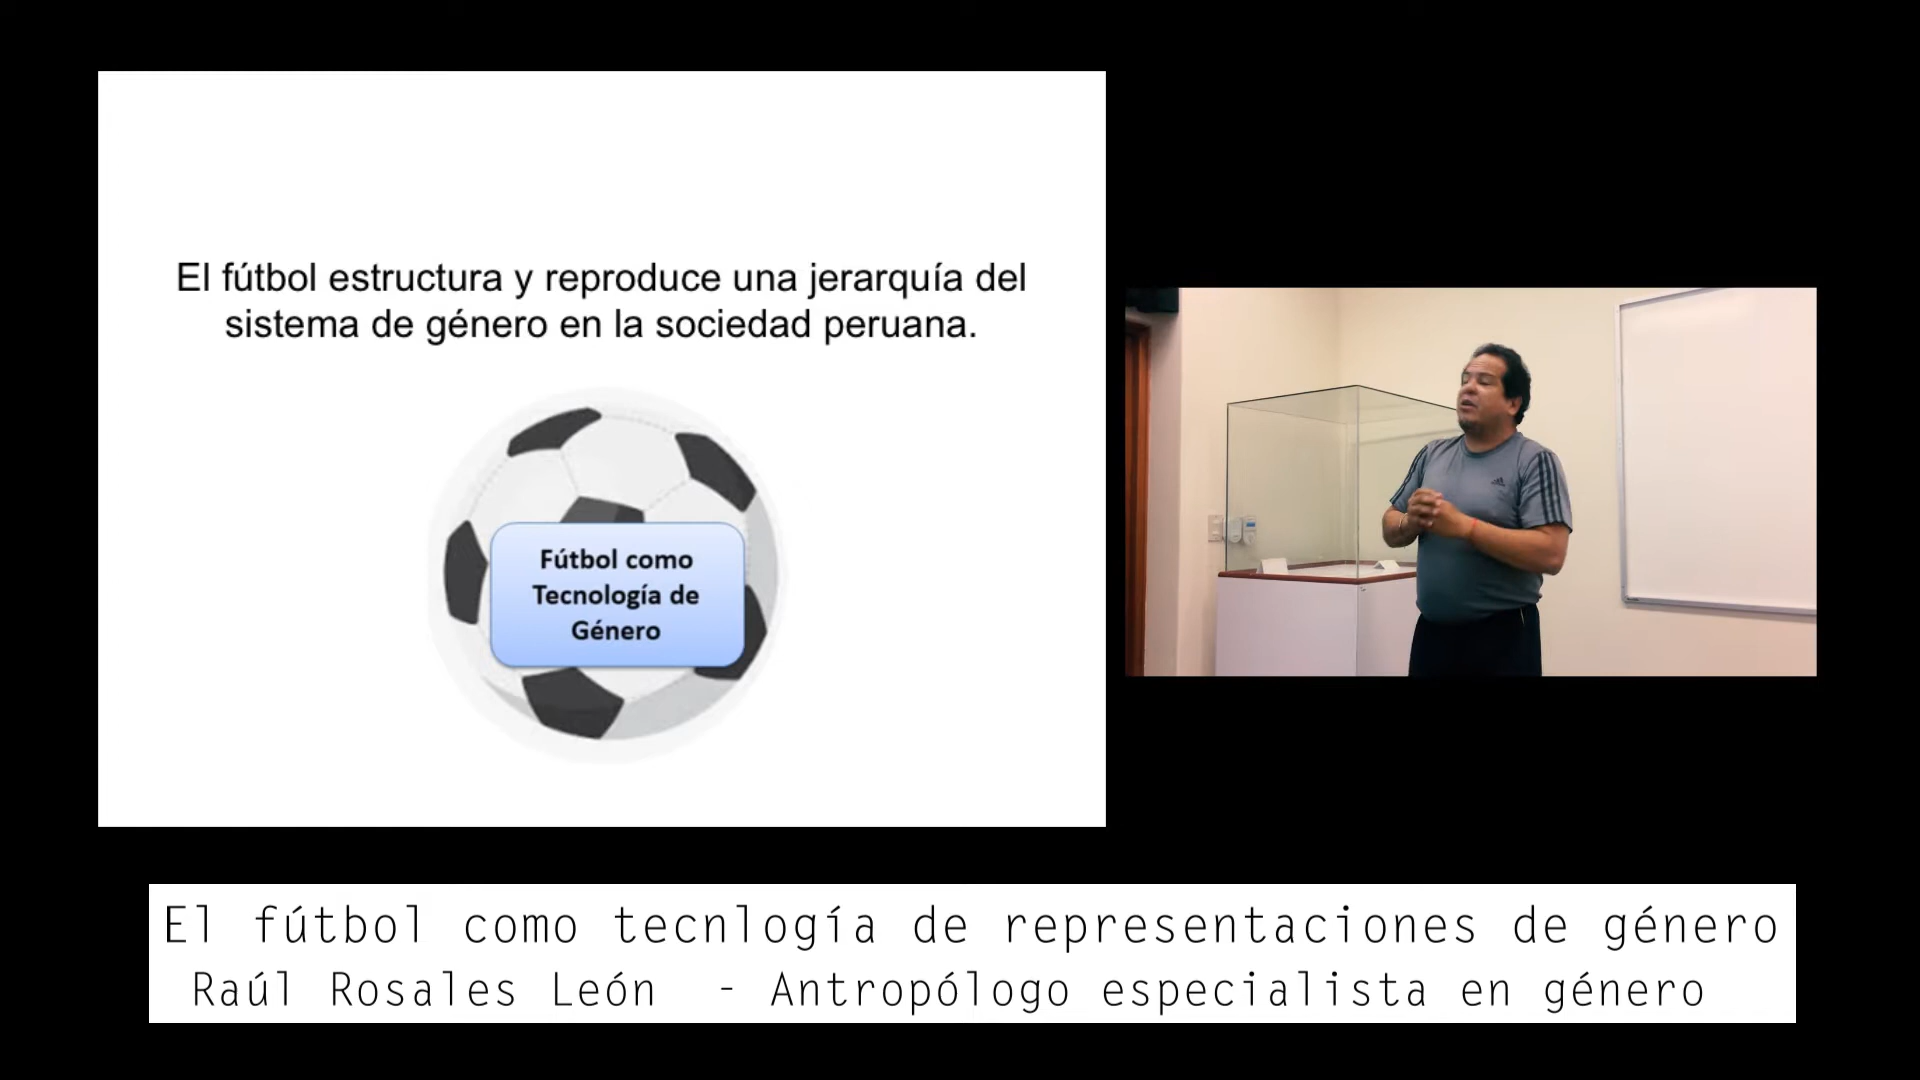 El fútbol estructura y reproduce una jerarquía del
sistema de género en la sociedad peruana.
Fútbol como
Tecnología de
Género
El fútbol como tecnlogía de representaciones de género
Raúl Rosales León - Antropólogo especialista en género